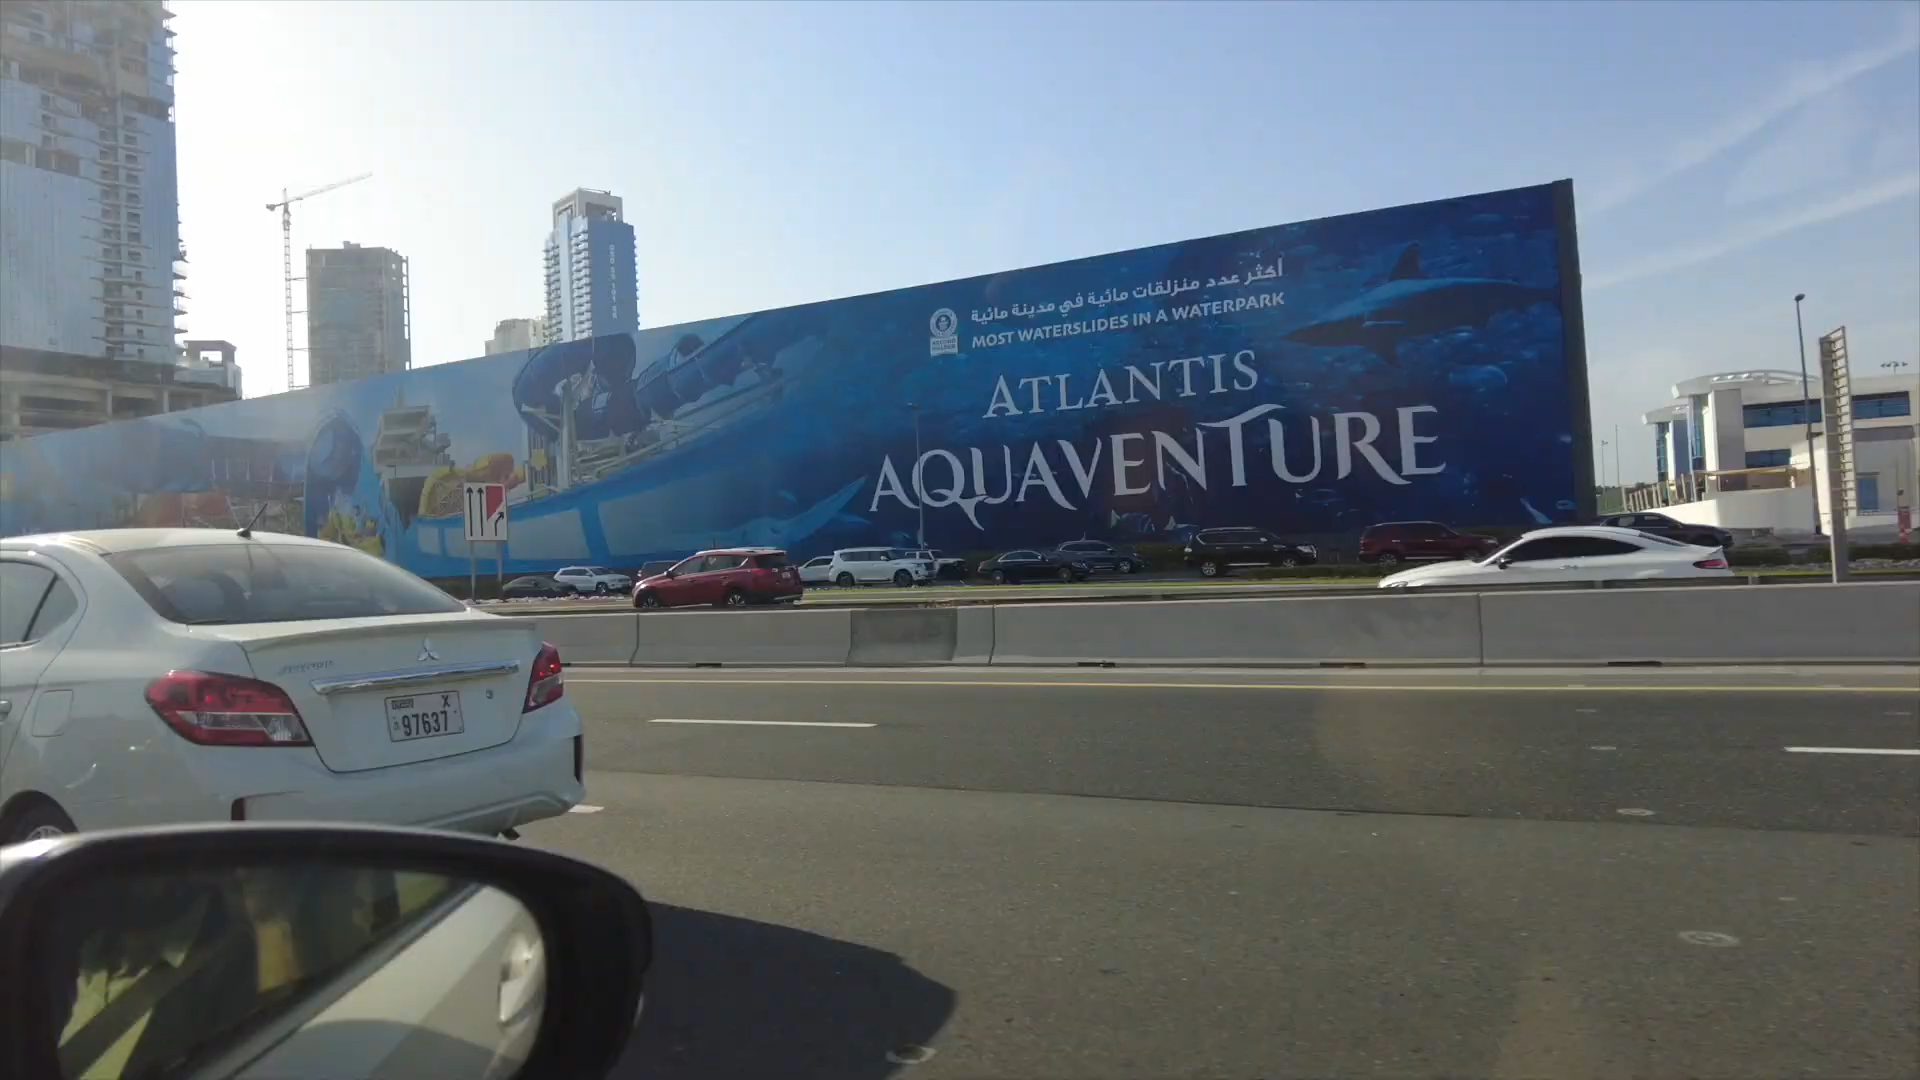 أكثر عدد منزلقات مائية في مدينة مائية
MOST WATERSLIDES IN A WATERPARK
ATLANTIS
AQUAVENTURE
X
97637